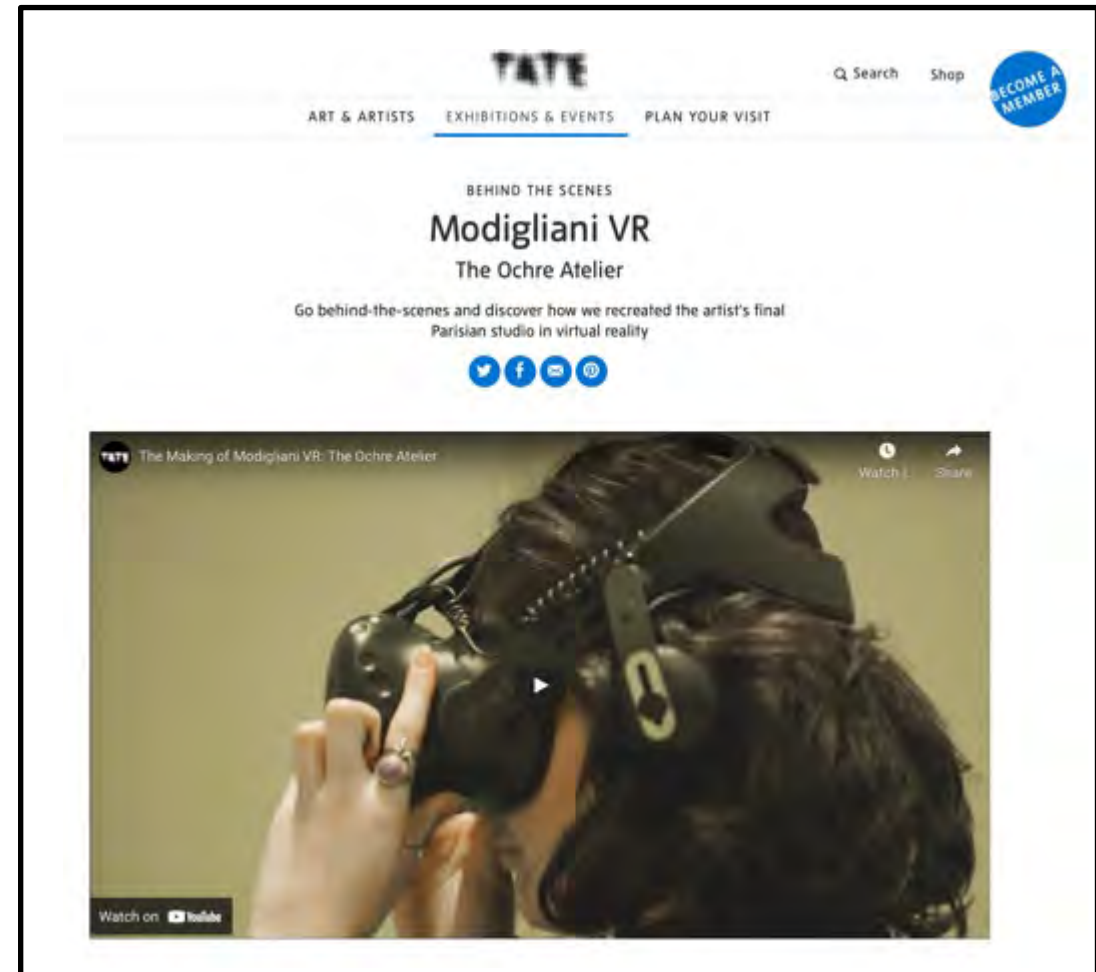 TATE
Search
Shop
BECOME A
MEMBER
ART & ARTISTS
EXHIBITIONS & EVENTS
PLAN YOUR VISIT
BEHIND THE SCENES
Modigliani VR
The Ochre Atelier
Go behind-the-scenes and discover how we recreated the artist's final
Parisian studio in virtual reality
TATE
The Making of Modigliani VR: The Ochre Atelier
Watch l
Share
Watch on YouTube